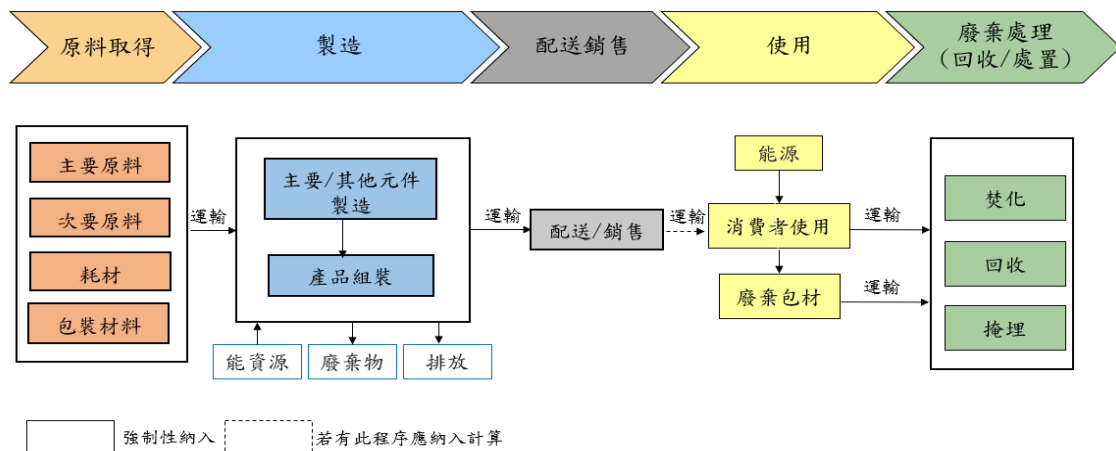 原料取得
製造
配送銷售
使用
廢棄處理
(回收/處置)
主要原料
次要原料
耗材
包裝材料
運輸
主要/其他元件
製造
產品組裝
能資源
廢棄物
排放
運輸
配送/銷售
運輸
能源
消費者使用
廢棄包材
運輸
運輸
焚化
回收
掩埋
強制性納入
若有此程序應納入計算